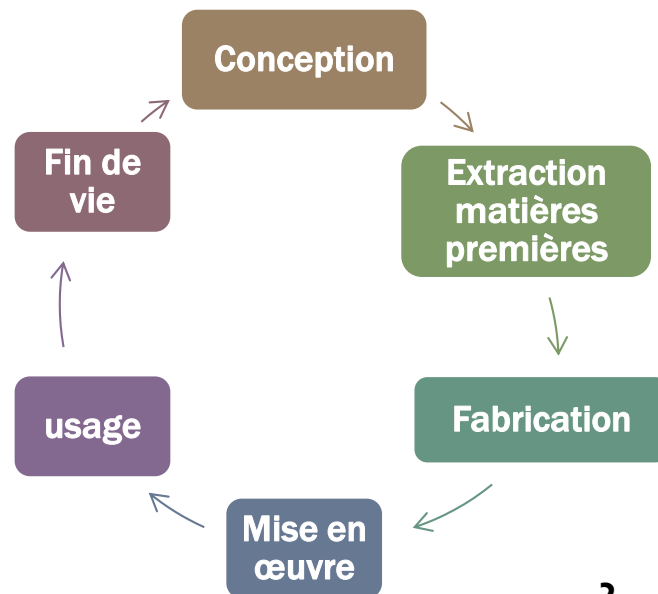 Conception
Extraction
matières
premières
Fabrication
Mise en
œuvre
usage
Fin de
vie